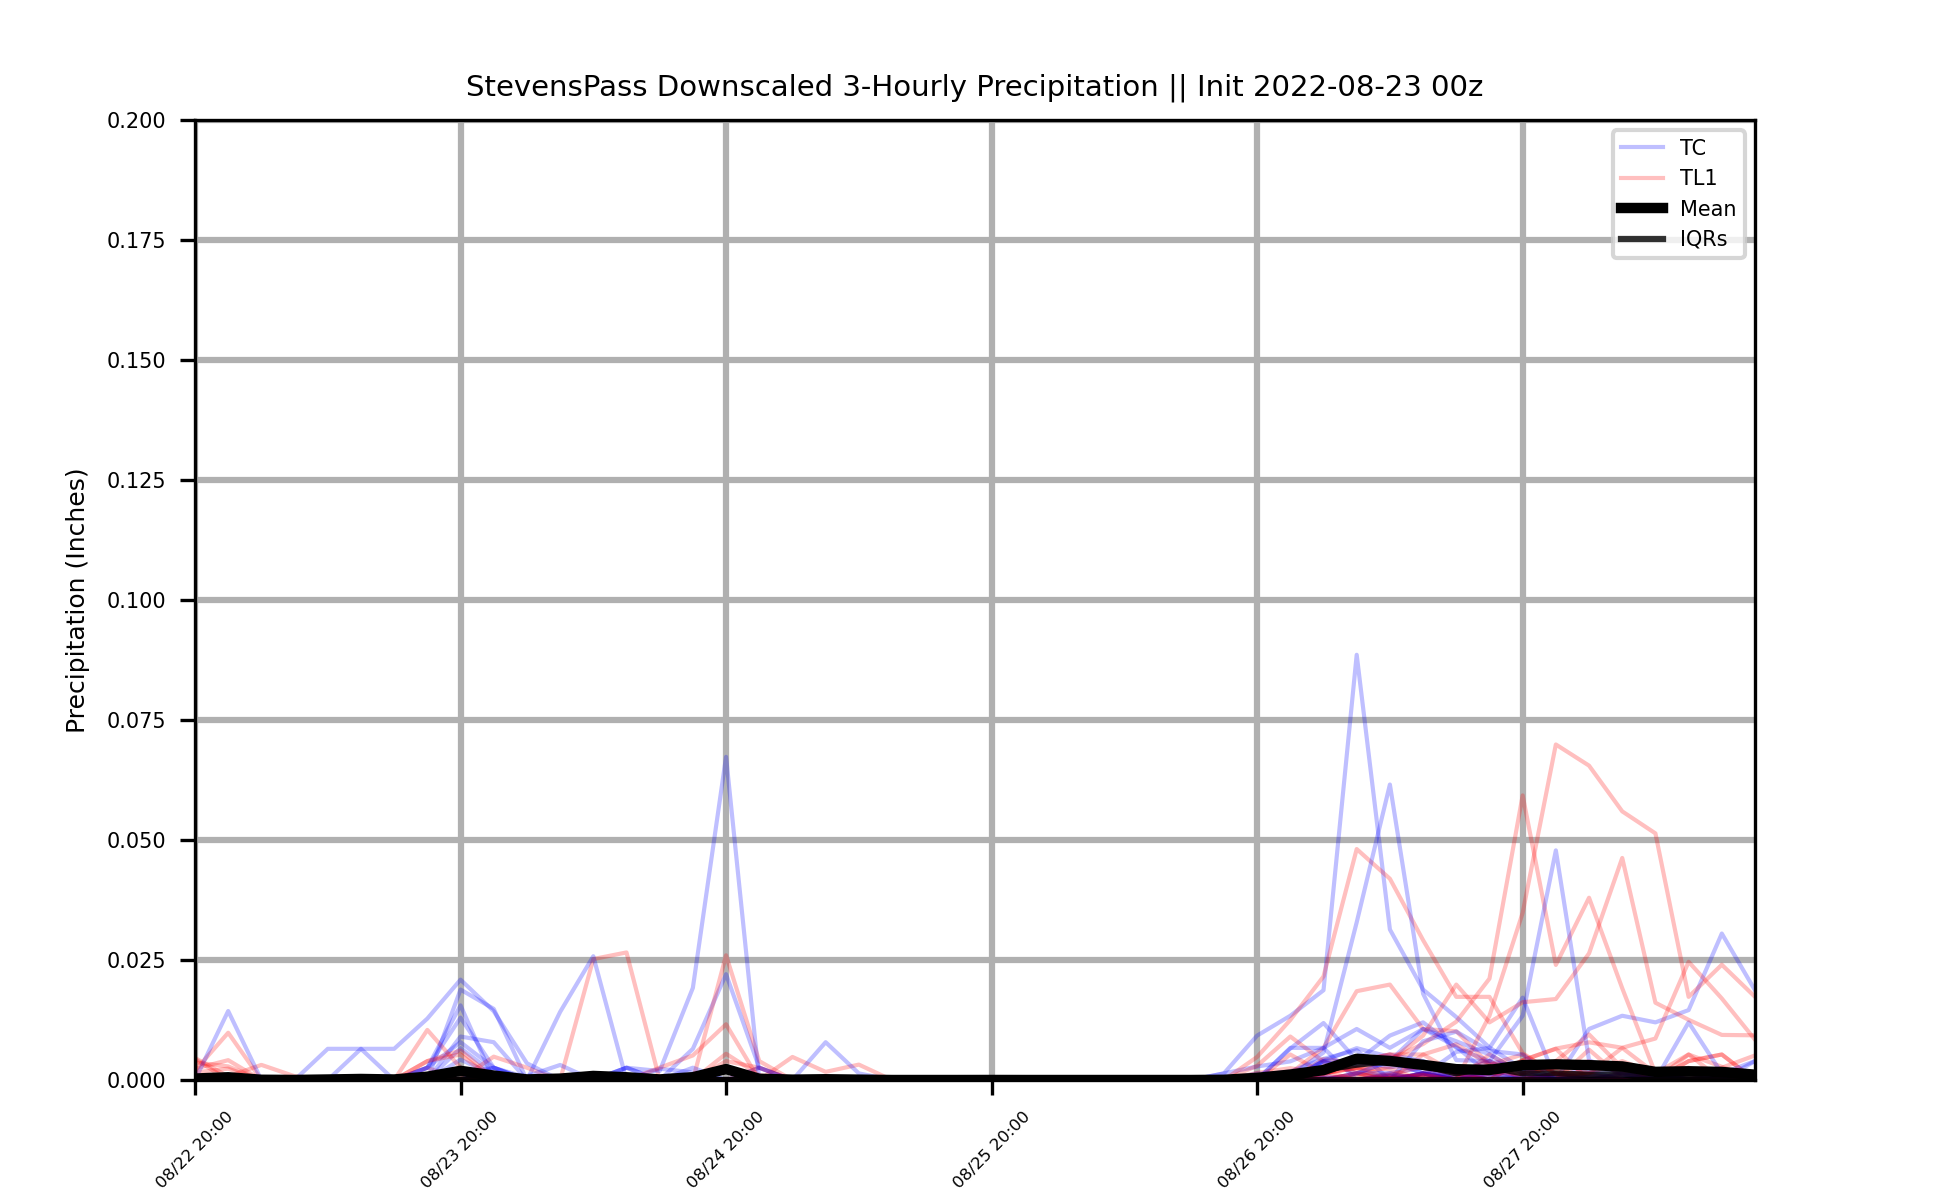 StevensPass Downscaled 3-Hourly Precipitation || Init 2022-08-23 00z
TC
TL1
Mean
IQRs
Precipitation (Inches)
0.200
0.175
0.150
0.125
0.100
0.075
0.050
0.025
0.000
08/22 20:00
08/23 20:00
08/24 20:00
08/25 20:00
08/26 20:00
08/27 20:00